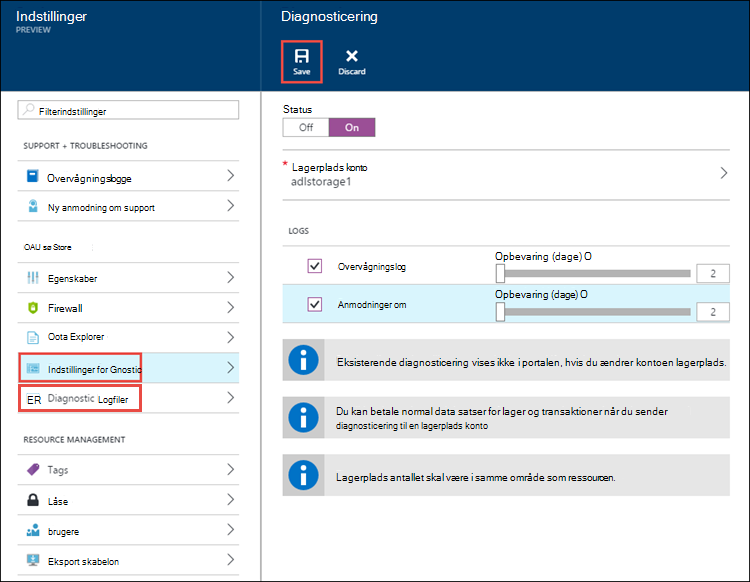 Indstillinger
PREVIEW
Filterindstillinger
SUPPORT + TROUBLESHOOTING
Overvågningslogge
Ny anmodning om support
OAU sø Store
Egenskaber
Firewall
Oota Explorer
Indstillinger for Gnostic
ER Diagnostic Logfiler
RESOURCE MANAGEMENT
Tags
Låse
brugere
Eksport skabelon
Diagnosticering
Save
Discard
Status
Off
On
* Lagerplads konto
adlstorage1
LOGS
Overvågningslog
Opbevaring (dage) O
2
Anmodninger om
Opbevaring (dage) O
2
Eksisterende diagnosticering vises ikke i portalen, hvis du ændrer kontoen lagerplads.
Du kan betale normal data satser for lager og transaktioner når du sender
diagnosticering til en lagerplads konto
Lagerplads antallet skal være i samme område som ressourcen.